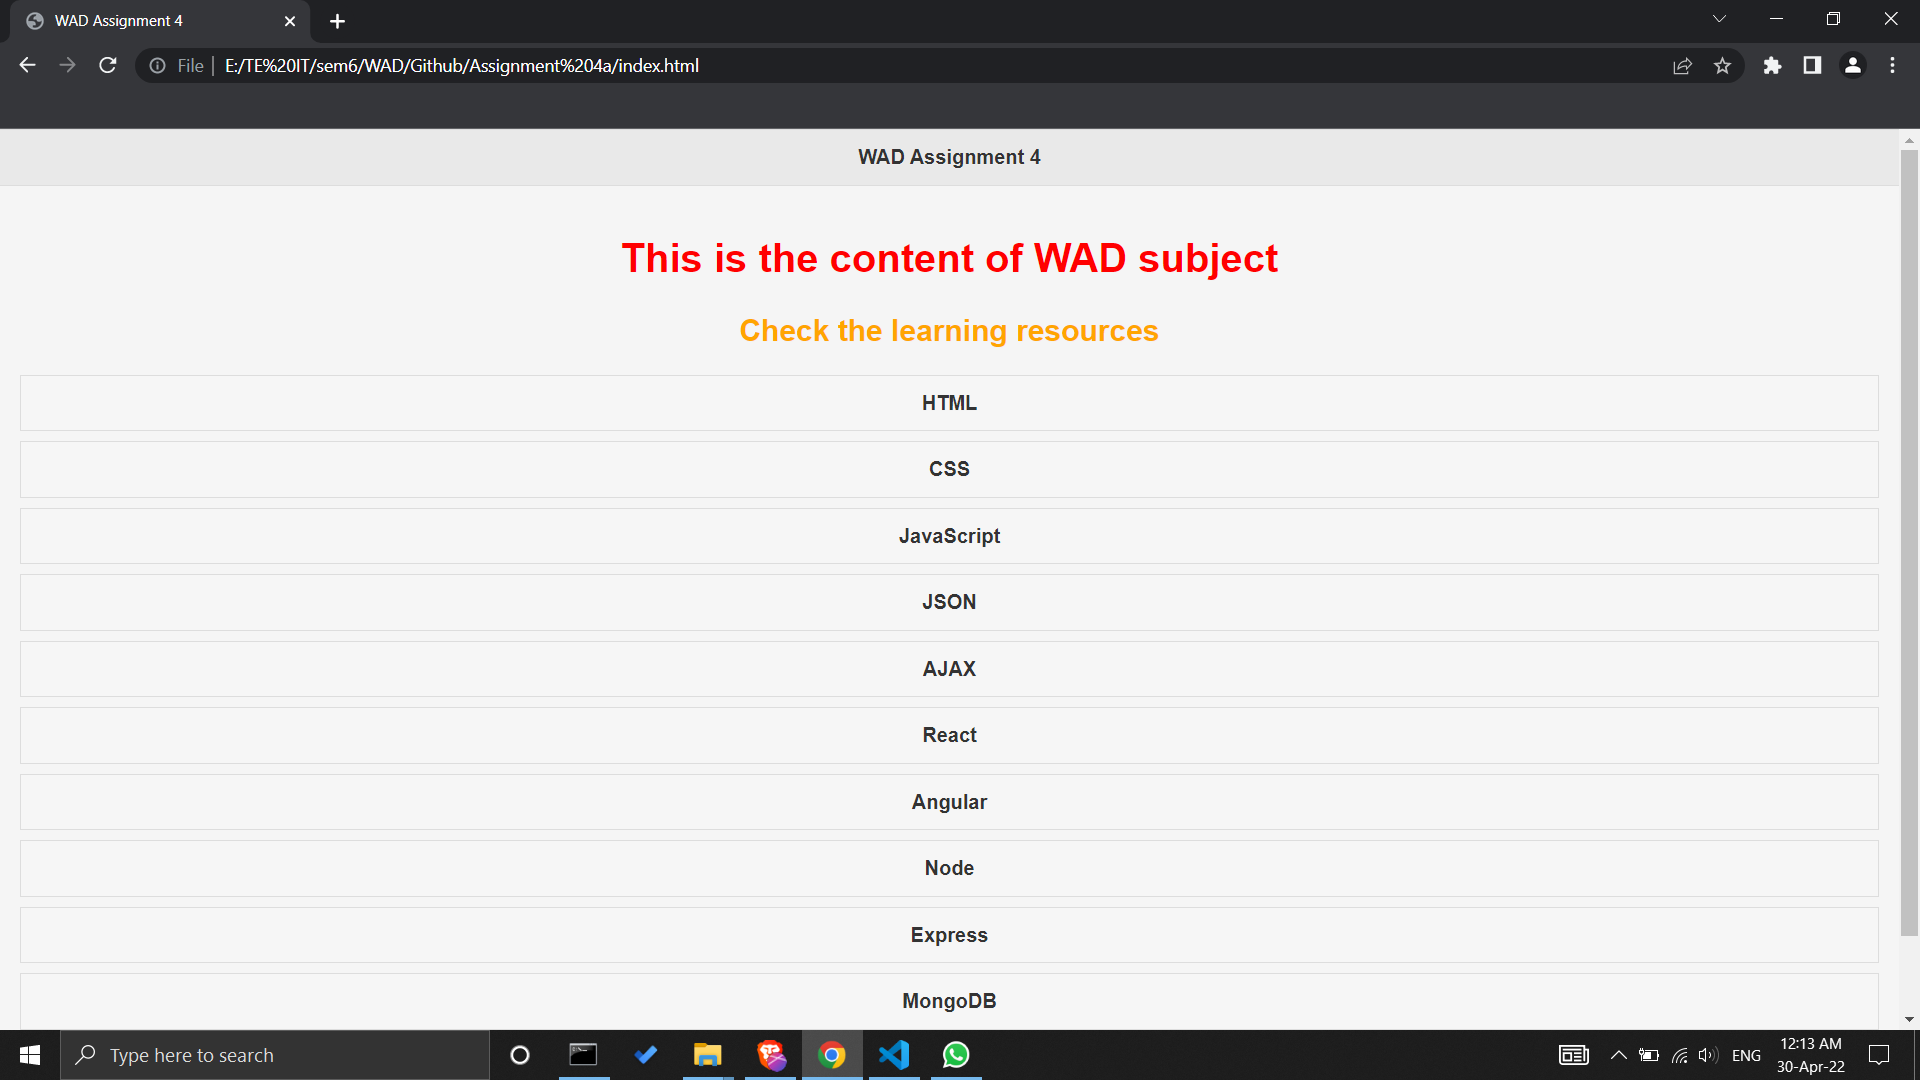 WAD Assignment 4
File | E:/TE%20IT/sem6/WAD/Github/Assignment%204a/index.html
WAD Assignment 4
This is the content of WAD subject
Check the learning resources
HTML
CSS
JavaScript
JSON
AJAX
React
Angular
Node
Express
MongoDB
Type here to search
ENG
12:13 AM
30-Apr-22